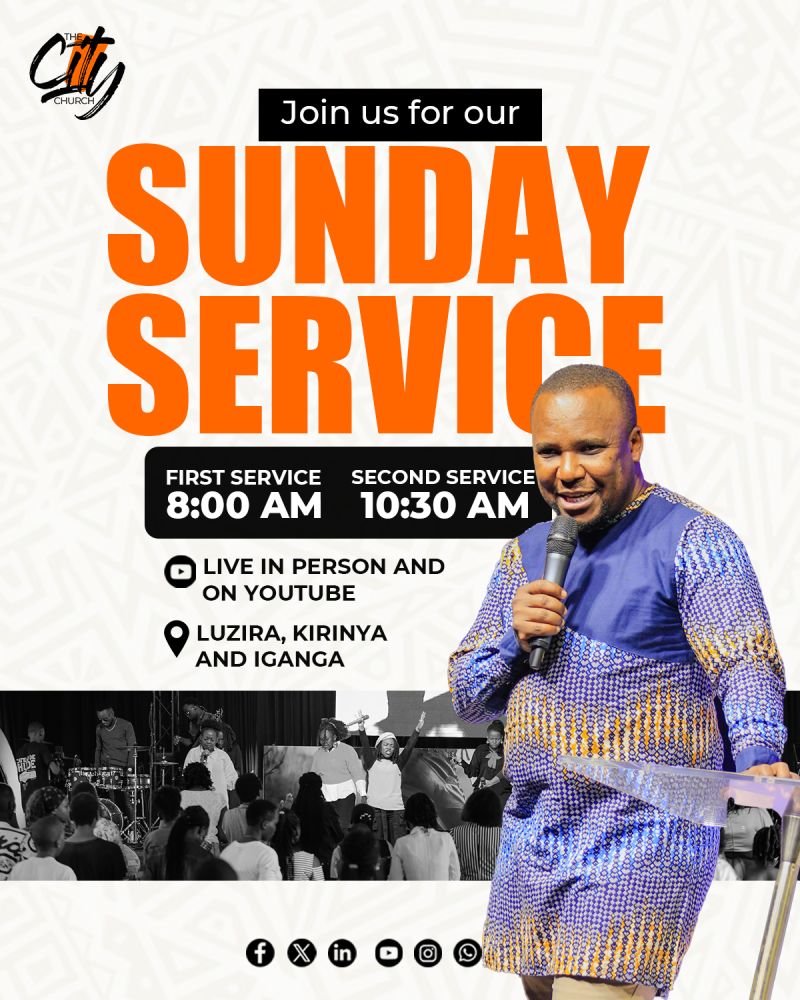 THE
City
CHURCH
Join us for our
SUNDAY
SERVICE
FIRST SERVICE
8:00 AM
SECOND SERVICE
10:30 AM
LIVE IN PERSON AND
ON YOUTUBE
LUZIRA, KIRINYA
AND IGANGA